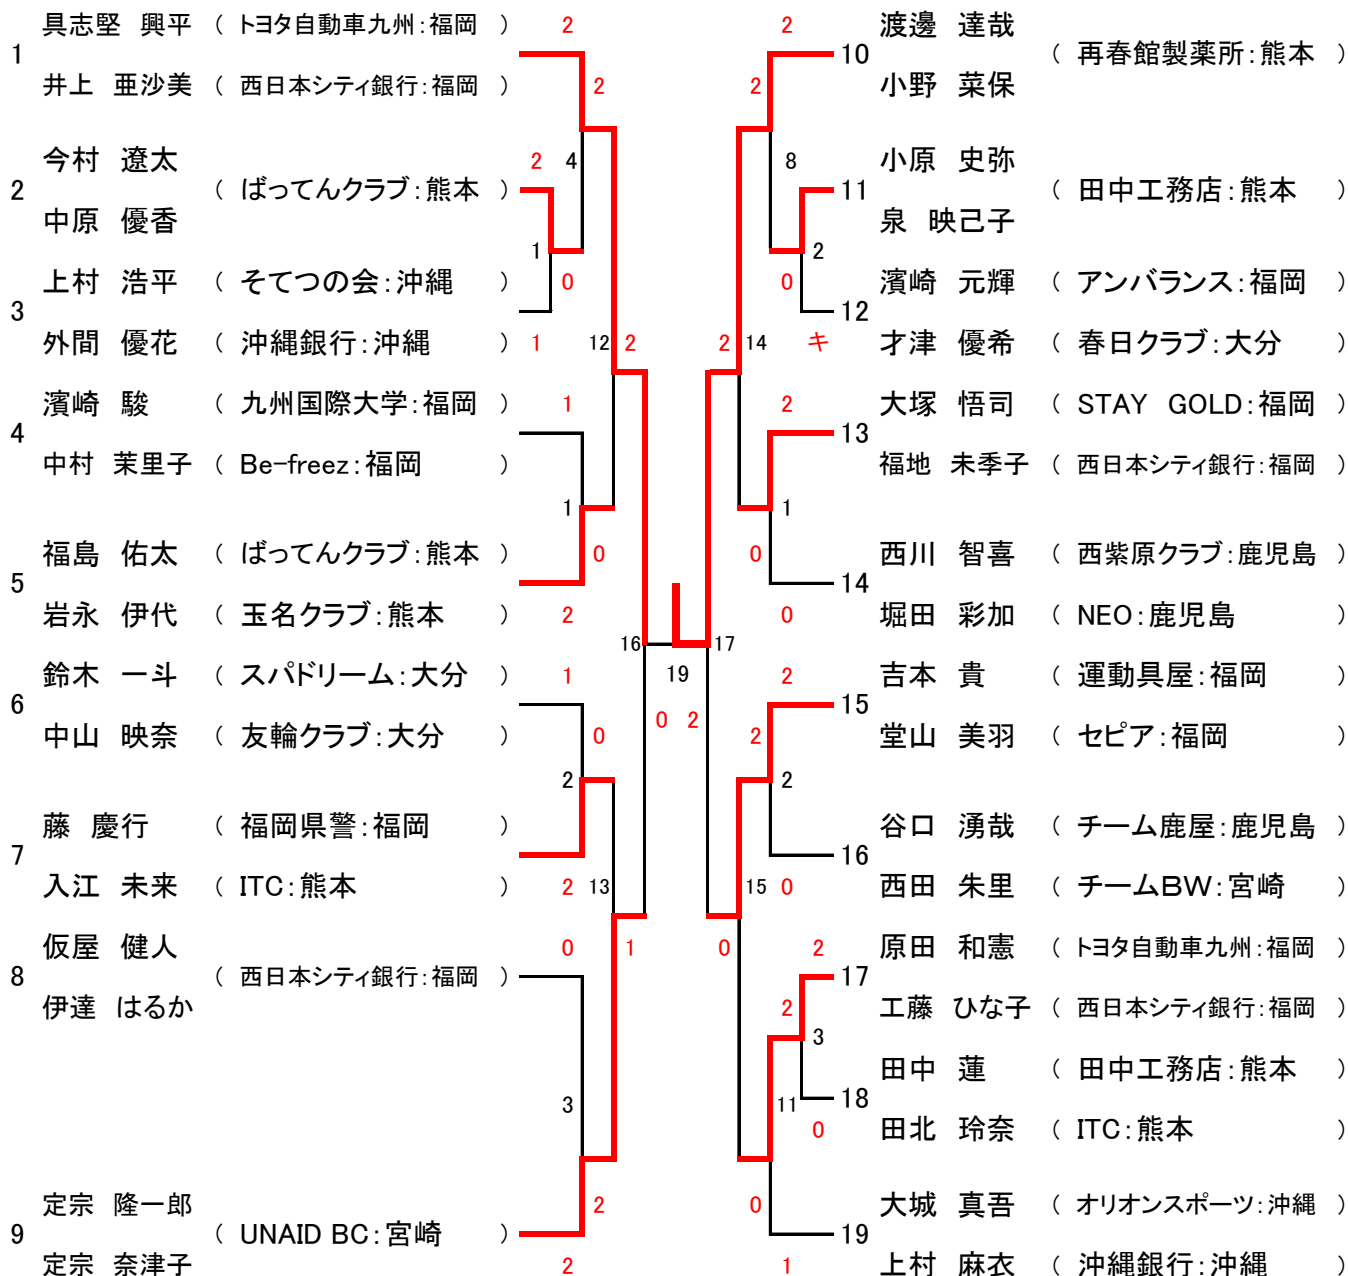 具志堅 興平 ( トヨタ自動車九州:福岡 ) 2
1
井上 亜沙美 ( 西日本シティ銀行:福岡 ) 2
今村 遼太 2 4
2 ( ばってんクラブ:熊本 )
中原 優香
1
上村 浩平 ( そてつの会:沖縄 ) 0
3
外間 優花 ( 沖縄銀行:沖縄 ) 1 12 2
濱崎 駿 ( 九州国際大学:福岡 ) 1
4
中村 茉里子 ( Be-freez:福岡 )
1
福島 佑太 ( ばってんクラブ:熊本 ) 0
5
岩永 伊代 ( 玉名クラブ:熊本 ) 2
16
鈴木 一斗 ( スパドリーム:大分 ) 1
6
中山 映奈 ( 友輪クラブ:大分 ) 0
2
藤 慶行 ( 福岡県警:福岡 )
7
入江 未来 ( ITC:熊本 ) 2 13
仮屋 健人 0 1
8 ( 西日本シティ銀行:福岡 )
伊達 はるか
3
定宗 隆一郎 2
9 ( UNAID BC:宮崎 )
定宗 奈津子 2
19
0 2
2 渡邊 達哉
10 ( 再春館製薬所:熊本 )
2 小野 菜保
8 小原 史弥
11 ( 田中工務店:熊本 )
泉 映己子
2
0 濱崎 元輝 ( アンバランス:福岡 )
12
2 14 キ 才津 優希 ( 春日クラブ:大分 )
2 大塚 悟司 ( STAY GOLD:福岡 )
13
福地 未季子 ( 西日本シティ銀行:福岡 )
1
0 西川 智喜 ( 西紫原クラブ:鹿児島 )
14
0 堀田 彩加 ( NEO:鹿児島 )
17
2 吉本 貴 ( 運動具屋:福岡 )
15
2 堂山 美羽 ( セピア:福岡 )
2
谷口 湧哉 ( チーム鹿屋:鹿児島 )
16
15 0 西田 朱里 ( チームBW:宮崎 )
0 2 原田 和憲 ( トヨタ自動車九州:福岡 )
17
2 工藤 ひな子 ( 西日本シティ銀行:福岡 )
3
田中 蓮 ( 田中工務店:熊本 )
11 18
0 田北 玲奈 ( ITC:熊本 )
0 大城 真吾 ( オリオンスポーツ:沖縄 )
19
1 上村 麻衣 ( 沖縄銀行:沖縄 )